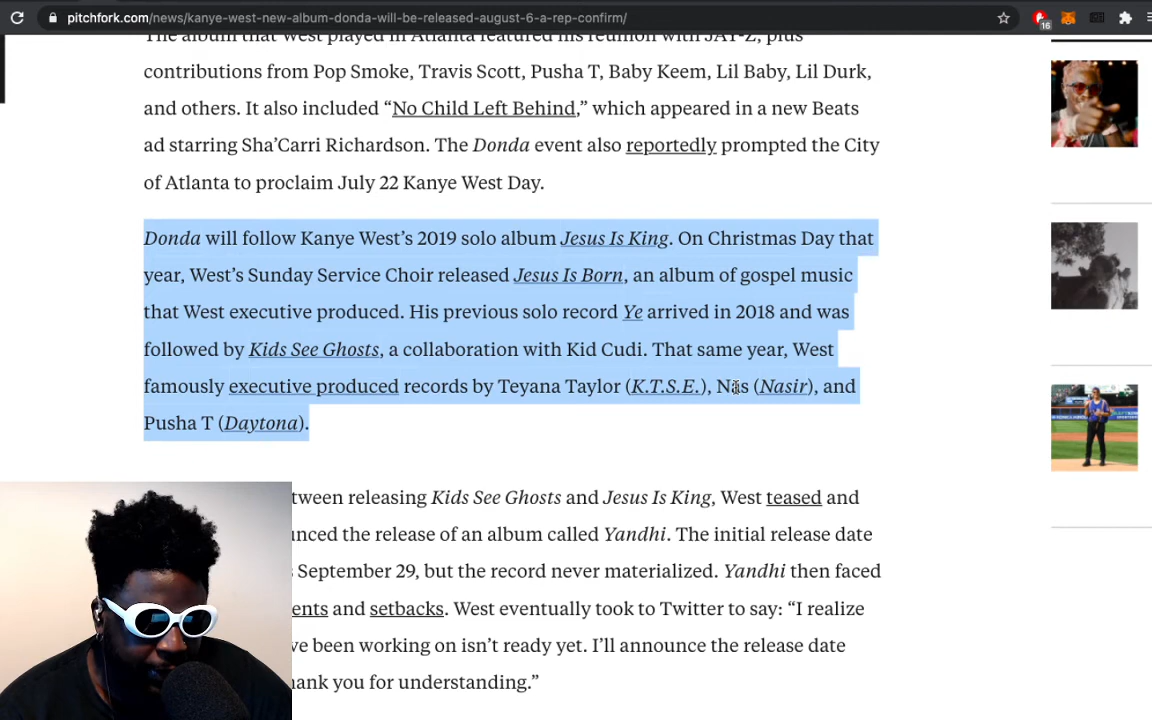 pitchfork.com/news/kanye-west-new-album-donda-will-be-released-august-6-a-rep-confirm/
16
The album that West played in Atlanta featured his reunion with JAY-Z, plus
contributions from Pop Smoke, Travis Scott, Pusha T, Baby Keem, Lil Baby, Lil Durk,
and others. It also included “No Child Left Behind,” which appeared in a new Beats
ad starring Sha’Carri Richardson. The Donda event also reportedly prompted the City
of Atlanta to proclaim July 22 Kanye West Day.
Donda will follow Kanye West’s 2019 solo album Jesus Is King. On Christmas Day that
year, West’s Sunday Service Choir released Jesus Is Born, an album of gospel music
that West executive produced. His previous solo record Ye arrived in 2018 and was
followed by Kids See Ghosts, a collaboration with Kid Cudi. That same year, West
famously executive produced records by Teyana Taylor (K.T.S.E.), Nas (Nasir), and
Pusha T (Daytona).
tween releasing Kids See Ghosts and Jesus Is King, West teased and
unced the release of an album called Yandhi. The initial release date
September 29, but the record never materialized. Yandhi then faced
ents and setbacks. West eventually took to Twitter to say: “I realize
ve been working on isn’t ready yet. I’ll announce the release date
hank you for understanding.”